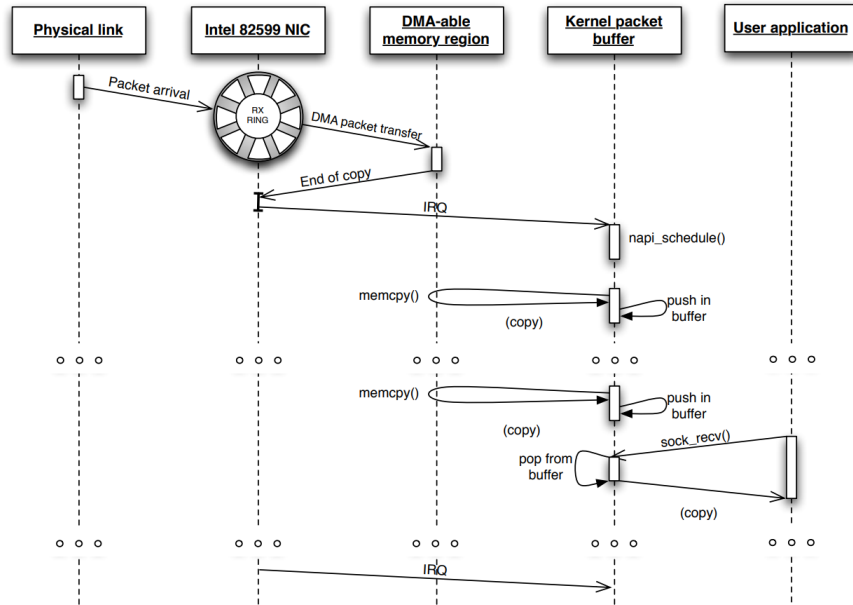 Physical link
Intel 82599 NIC
DMA-able
memory region
Kernel packet
buffer
User application
Packet arrival
RX
RING
DMA packet transfer
End of copy
IRQ
napi_schedule()
memcpy()
(copy)
push in
buffer
memcpy()
(copy)
push in
buffer
sock_recv()
pop from
buffer
(copy)
IRQ